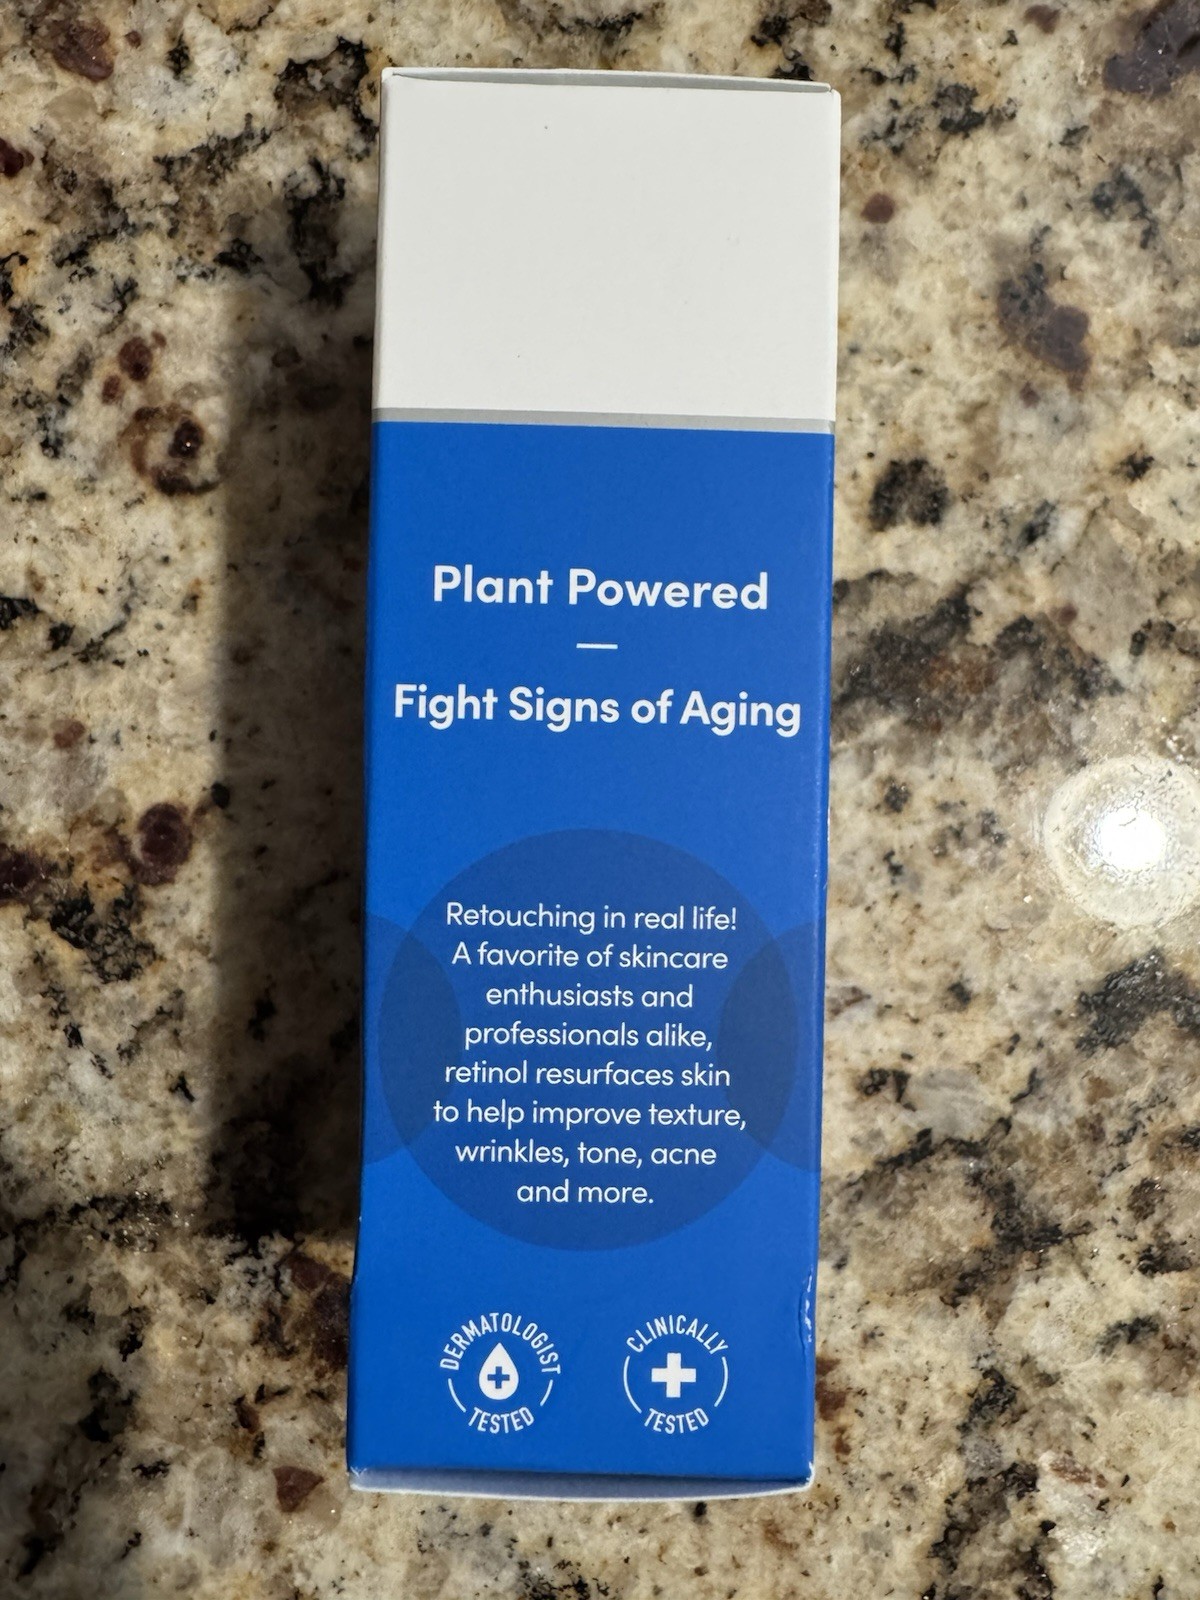 Plant Powered
Fight Signs of Aging
Retouching in real life!
A favorite of skincare
enthusiasts and
professionals alike,
retinol resurfaces skin
to help improve texture,
wrinkles, tone, acne
and more.
DERMATOLOGIST
TESTED
CLINICALLY
TESTED